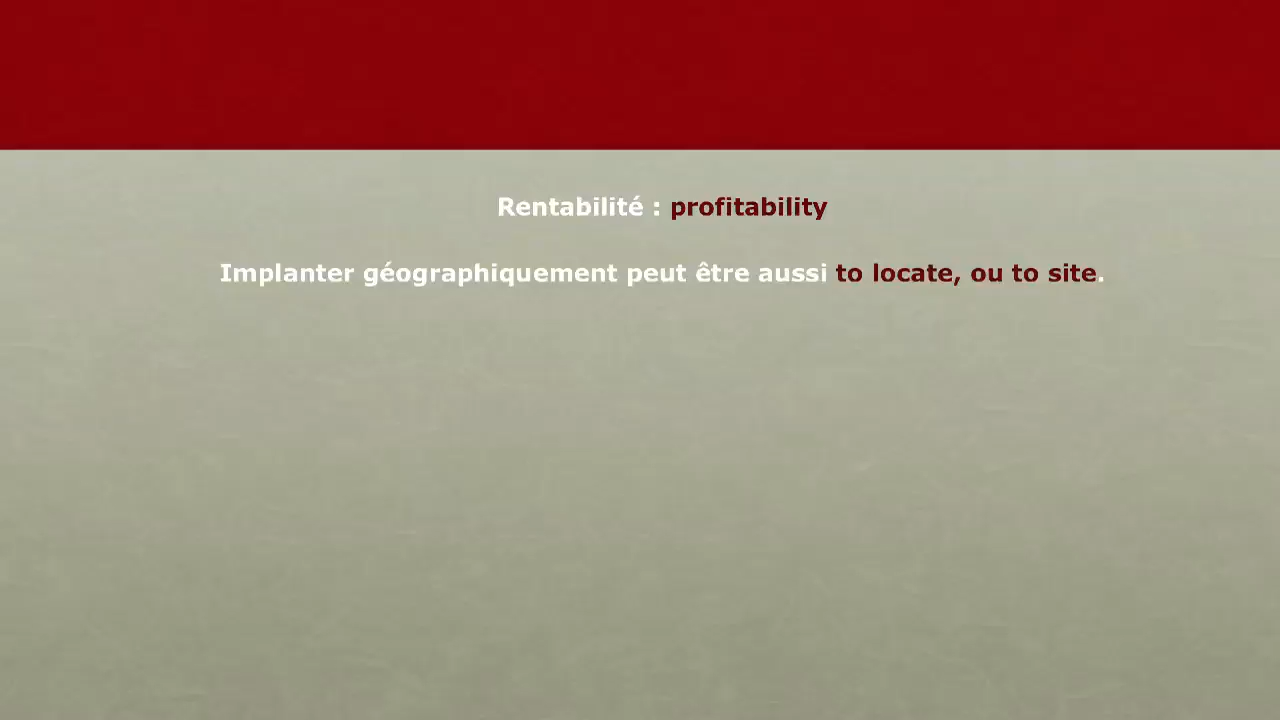 Rentabilité : profitability
Implanter géographiquement peut être aussi to locate, ou to site.